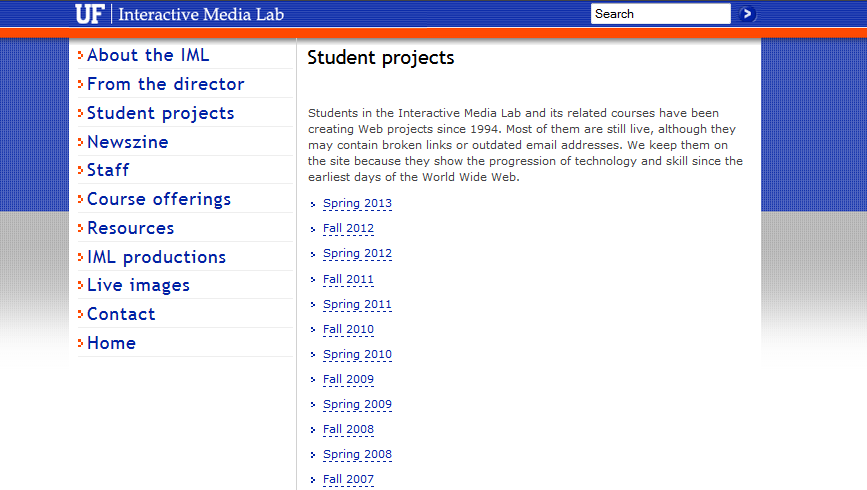 UF Interactive Media Lab
Search
About the IML
From the director
Student projects
Newszine
Staff
Course offerings
Resources
IML productions
Live images
Contact
Home
Student projects
Students in the Interactive Media Lab and its related courses have been
creating Web projects since 1994. Most of them are still live, although they
may contain broken links or outdated email addresses. We keep them on
the site because they show the progression of technology and skill since the
earliest days of the World Wide Web.
Spring 2013
Fall 2012
Spring 2012
Fall 2011
Spring 2011
Fall 2010
Spring 2010
Fall 2009
Spring 2009
Fall 2008
Spring 2008
Fall 2007